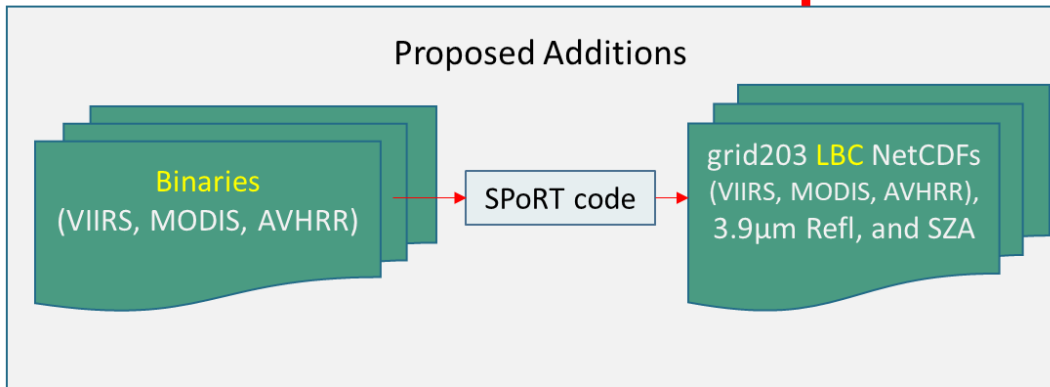 Proposed Additions
Binaries
(VIIRS, MODIS, AVHRR)
SPoRT code
grid203 LBC NetCDFs
(VIIRS, MODIS, AVHRR),
3.9µm Refl, and SZA